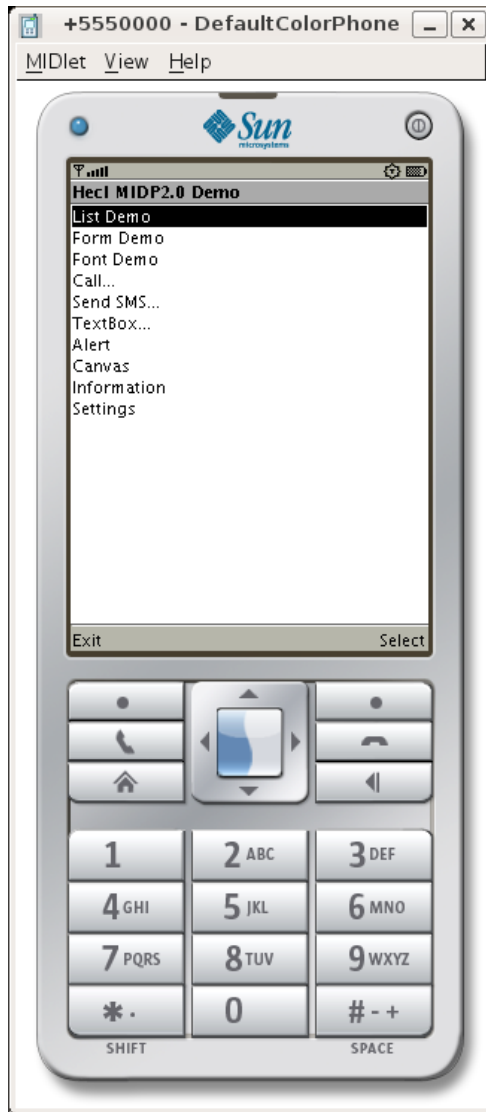 +5550000 - DefaultColorPhone
MIDlet View Help
Sun
microsystems
Hecl MIDP2.0 Demo
List Demo
Form Demo
Font Demo
Call...
Send SMS...
TextBox...
Alert
Canvas
Information
Settings
Exit Select
1 2 ABC 3 DEF
4 GHI 5 JKL 6 MNO
7 PQRS 8 TUV 9 WXYZ
* . 0 # - +
SHIFT SPACE